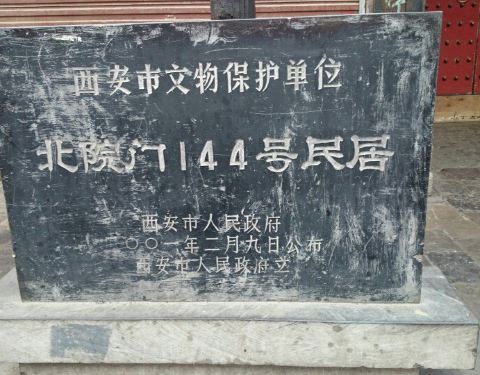 西安市文物保护单位
北院门144号民居
西安市人民政府
〇〇一年二月九日公布
西安市人民政府立